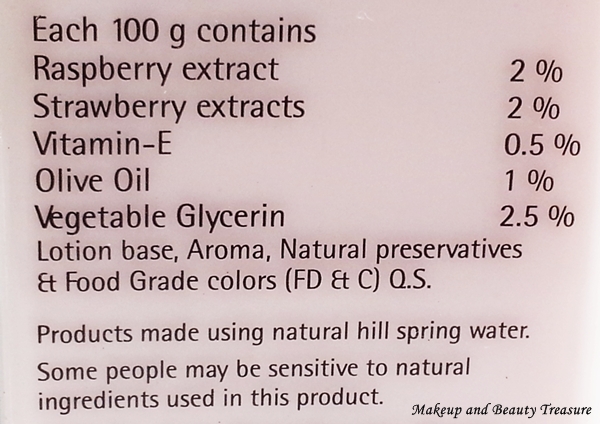 Each 100 g contains
Raspberry extract 2 %
Strawberry extracts 2 %
Vitamin-E 0.5 %
Olive Oil 1 %
Vegetable Glycerin 2.5 %
Lotion base, Aroma, Natural preservatives
& Food Grade colors (FD & C) Q.S.
Products made using natural hill spring water.
Some people may be sensitive to natural
ingredients used in this product.
Makeup and Beauty Treasure